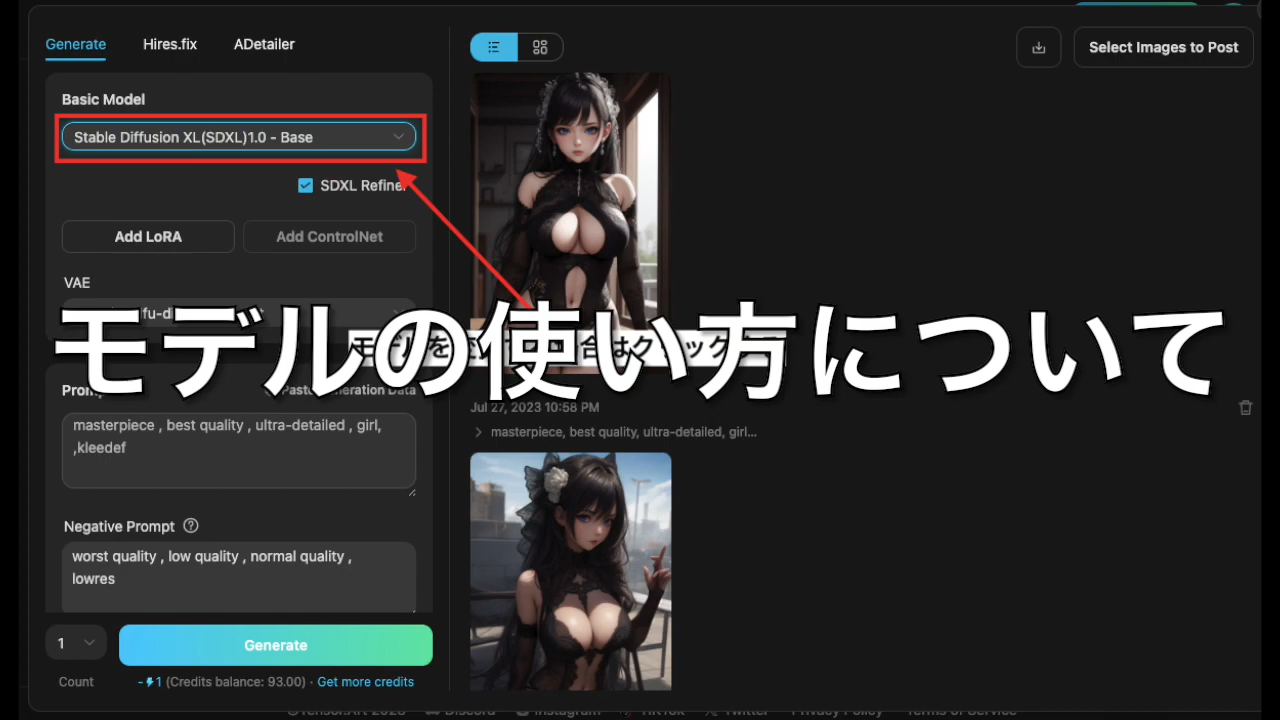 Generate
Hires.fix
ADetailer
Select Images to Post
Basic Model
Stable Diffusion XL(SDXL)1.0 - Base
SDXL Refiner
Add LoRA
Add ControlNet
VAE
モデルの使い方について
Jul 27, 2023 10:58 PM
masterpiece, best quality, ultra-detailed, girl...
masterpiece , best quality , ultra-detailed , girl,
,kleedef
Negative Prompt ?
worst quality , low quality , normal quality ,
lowres
1
Generate
Count
-1 (Credits balance: 93.00) · Get more credits